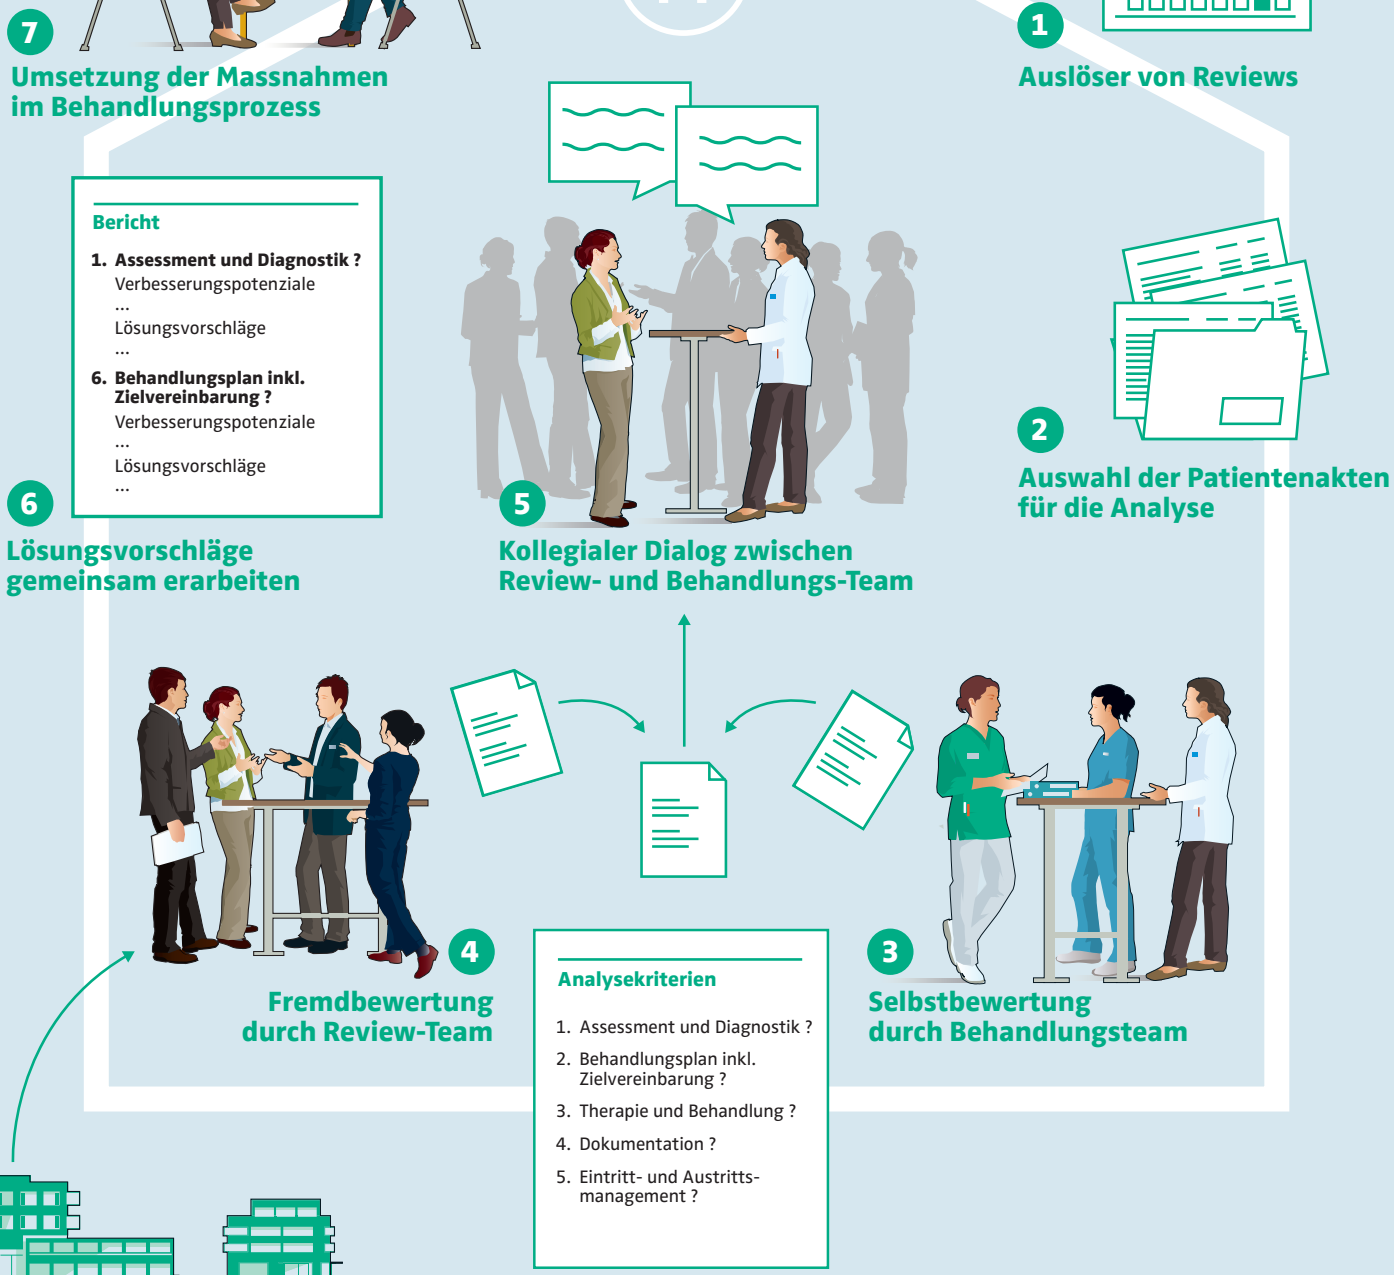 7
Umsetzung der Massnahmen
im Behandlungsprozess
1
Auslöser von Reviews
Bericht
1. Assessment und Diagnostik ?
Verbesserungspotenziale
...
Lösungsvorschläge
...
6. Behandlungsplan inkl.
Zielvereinbarung ?
Verbesserungspotenziale
...
Lösungsvorschläge
...
6
Lösungsvorschläge
gemeinsam erarbeiten
5
Kollegialer Dialog zwischen
Review- und Behandlungs-Team
2
Auswahl der Patientenakten
für die Analyse
4
Fremdbewertung
durch Review-Team
Analysekriterien
1. Assessment und Diagnostik ?
2. Behandlungsplan inkl.
Zielvereinbarung ?
3. Therapie und Behandlung ?
4. Dokumentation ?
5. Eintritt- und Austritts-
management ?
3
Selbstbewertung
durch Behandlungsteam